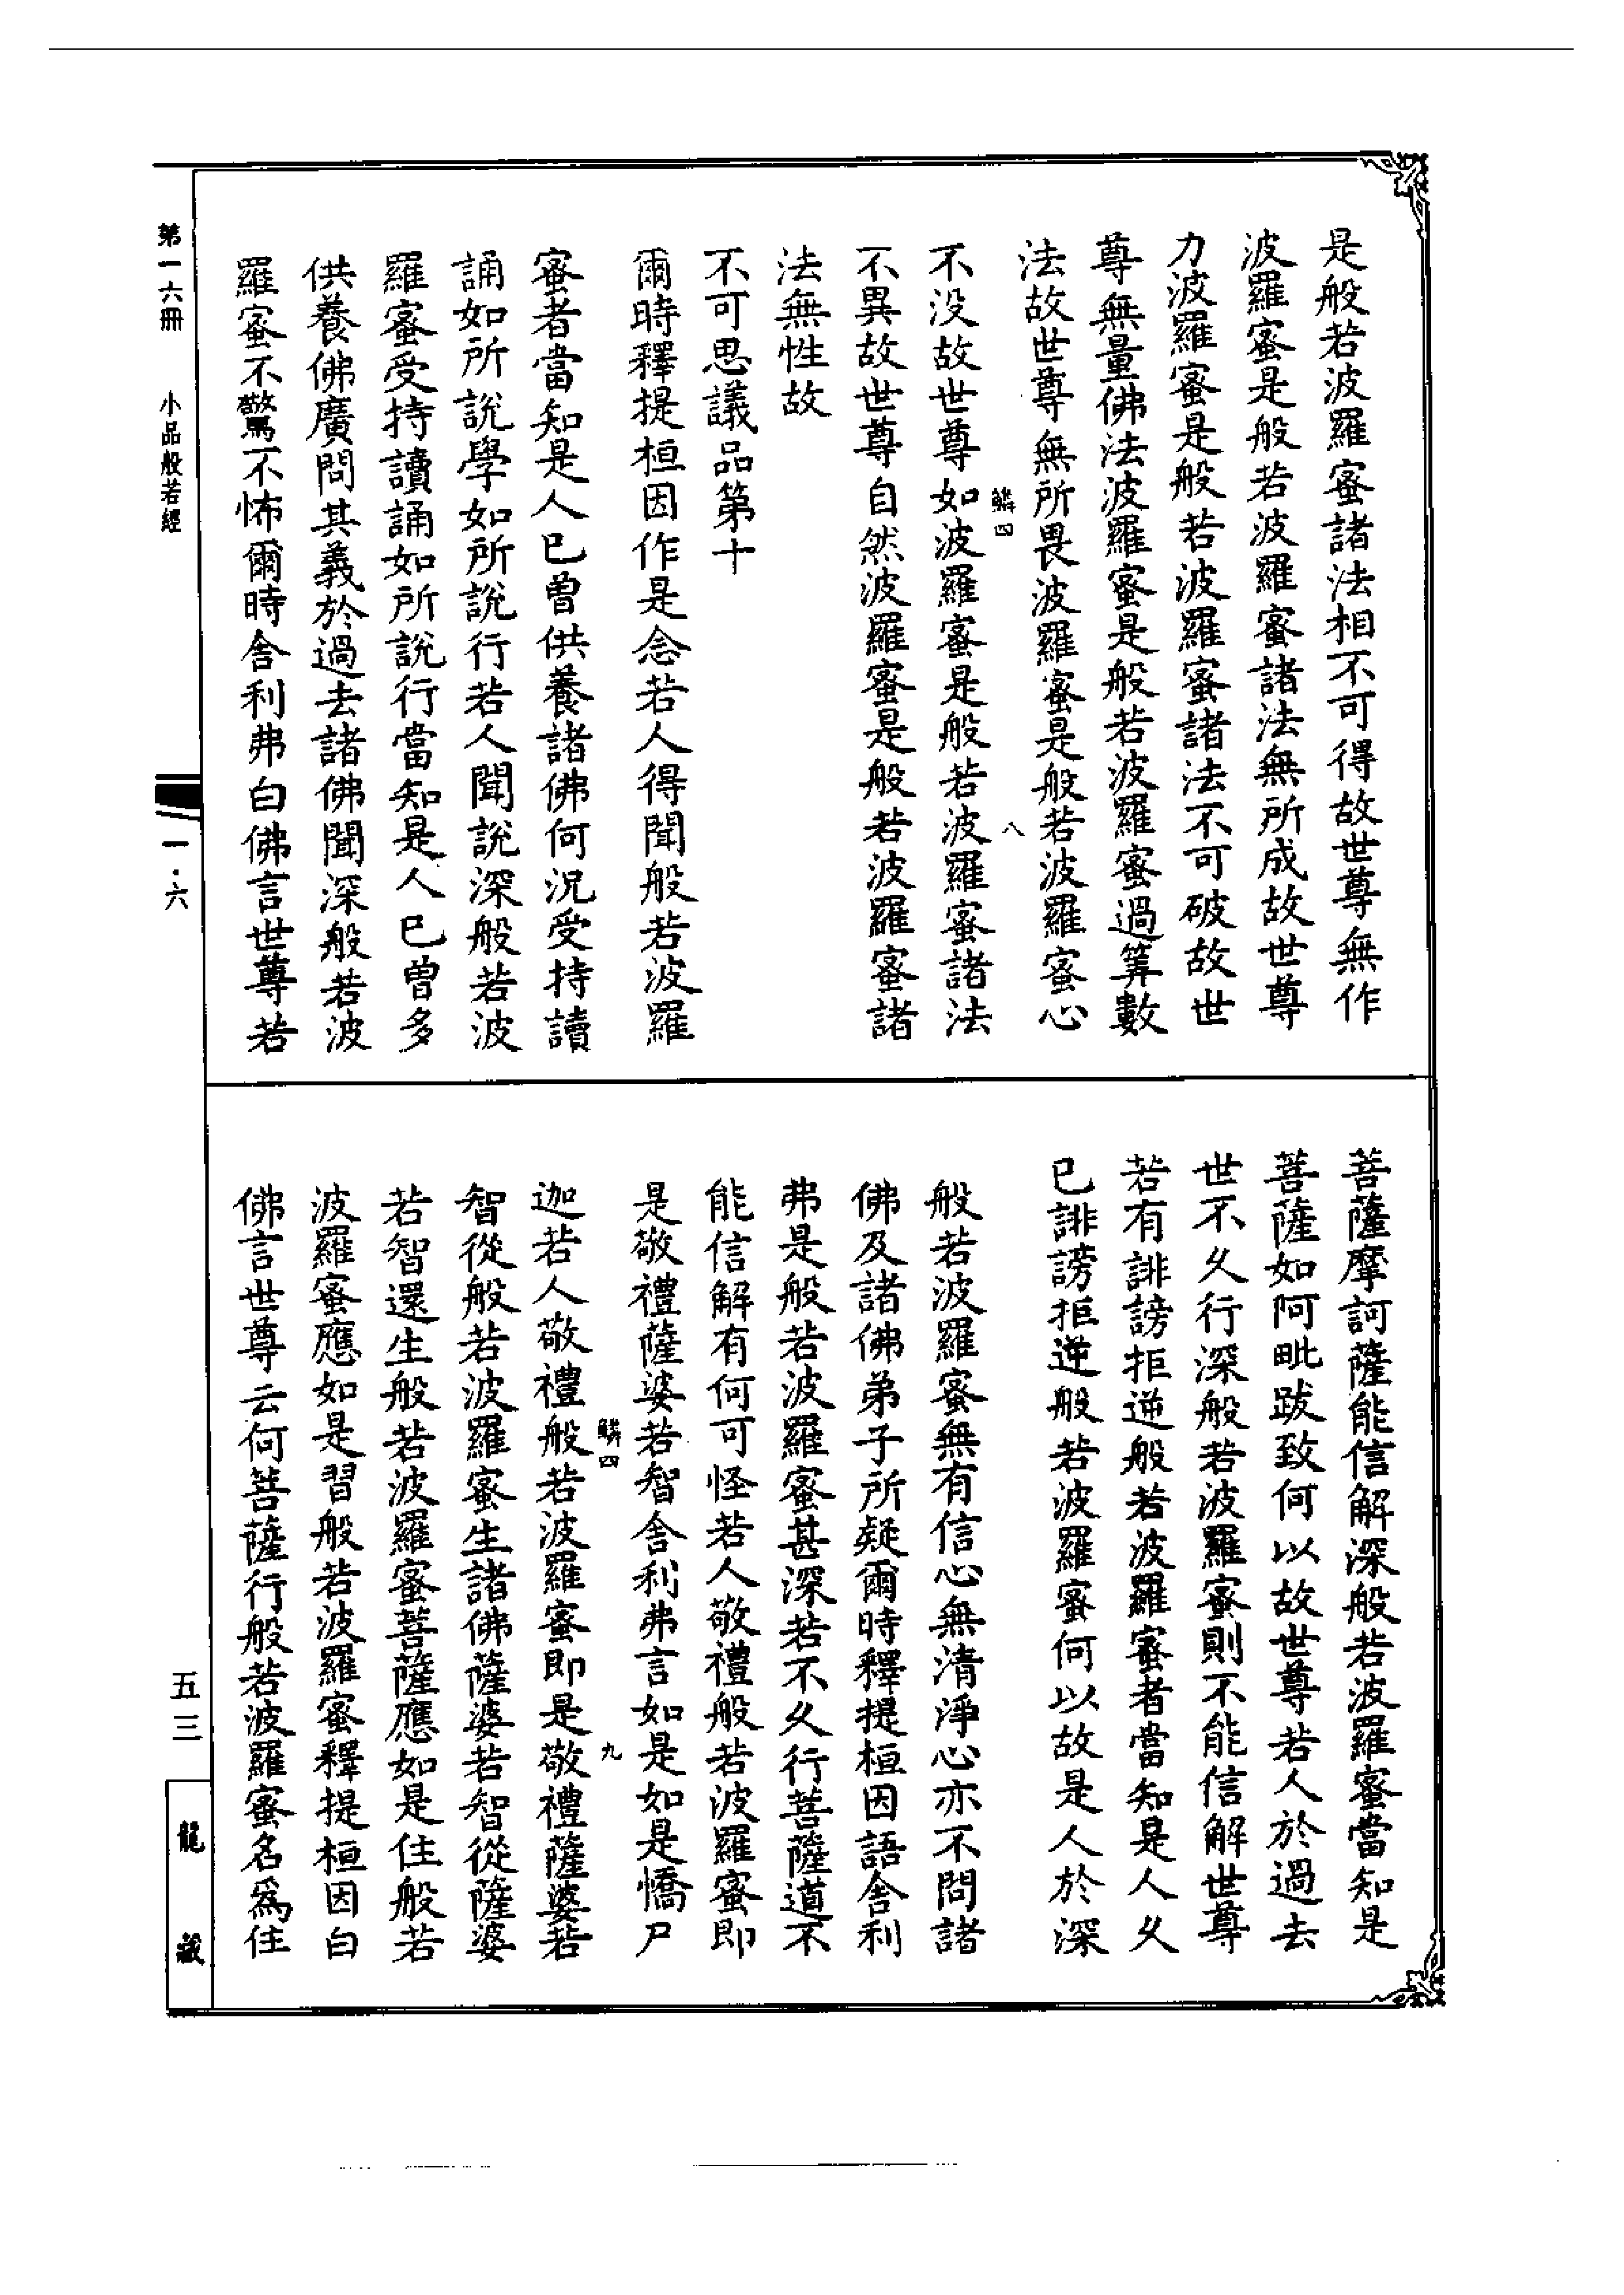 是般若波羅蜜諸法相不可得故世尊無作
波羅蜜是般若波羅蜜諸法無所成故世尊
力波羅蜜是般若波羅蜜諸法不可破故世
尊無量佛法波羅蜜是般若波羅蜜過筭數
法故世尊無所畏波羅蜜是般若波羅蜜心
鱗四 八
不没故世尊如波羅蜜是般若波羅蜜諸法
不異故世尊自然波羅蜜是般若波羅蜜諸
法無性故
不可思議品第十
爾時釋提桓因作是念若人得聞般若波羅
蜜者當知是人已曾供養諸佛何況受持讀
誦如所說學如所說行若人聞說深般若波
羅蜜受持讀誦如所說行當知是人已曾多
供養佛廣問其義於過去諸佛聞深般若波
羅蜜不驚不怖爾時舍利弗白佛言世尊若
菩薩摩訶薩能信解深般若波羅蜜當知是
菩薩如阿毗跋致何以故世尊若人於過去
世不久行深般若波羅蜜則不能信解世尊
若有誹謗拒逆般若波羅蜜者當知是人久
已誹謗拒逆般若波羅蜜何以故是人於深
般若波羅蜜無有信心無清淨心亦不問諸
佛及諸佛弟子所疑爾時釋提桓因語舍利
弗是般若波羅蜜甚深若不久行菩薩道不
能信解有何可怪若人敬禮般若波羅蜜即
是敬禮薩婆若智舍利弗言如是如是憍尸
鱗四 九
迦若人敬禮般若波羅蜜即是敬禮薩婆若
智從般若波羅蜜生諸佛薩婆若智從薩婆
若智還生般若波羅蜜菩薩應如是住般若
波羅蜜應如是習般若波羅蜜釋提桓因白
佛言世尊云何菩薩行般若波羅蜜名爲住
第一六冊 小品般若經
一·六
五三
龍藏